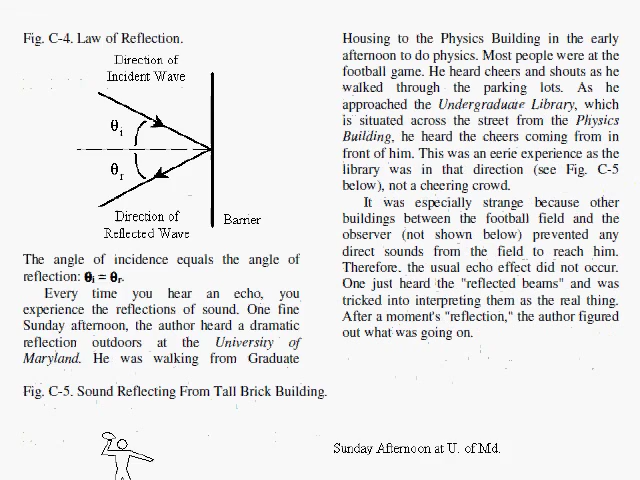 Fig. C-4. Law of Reflection.
Direction of
Incident Wave
θi
θr
Direction of
Reflected Wave
Barrier
The angle of incidence equals the angle of
reflection: θi = θr.
Every time you hear an echo, you
experience the reflections of sound. One fine
Sunday afternoon, the author heard a dramatic
reflection outdoors at the University of
Maryland. He was walking from Graduate
Housing to the Physics Building in the early
afternoon to do physics. Most people were at the
football game. He heard cheers and shouts as he
walked through the parking lots. As he
approached the Undergraduate Library, which
is situated across the street from the Physics
Building, he heard the cheers coming from in
front of him. This was an eerie experience as the
library was in that direction (see Fig. C-5
below), not a cheering crowd.
It was especially strange because other
buildings between the football field and the
observer (not shown below) prevented any
direct sounds from the field to reach him.
Therefore, the usual echo effect did not occur.
One just heard the "reflected beams" and was
tricked into interpreting them as the real thing.
After a moment's "reflection," the author figured
out what was going on.
Fig. C-5. Sound Reflecting From Tall Brick Building.
Sunday Afternoon at U. of Md.